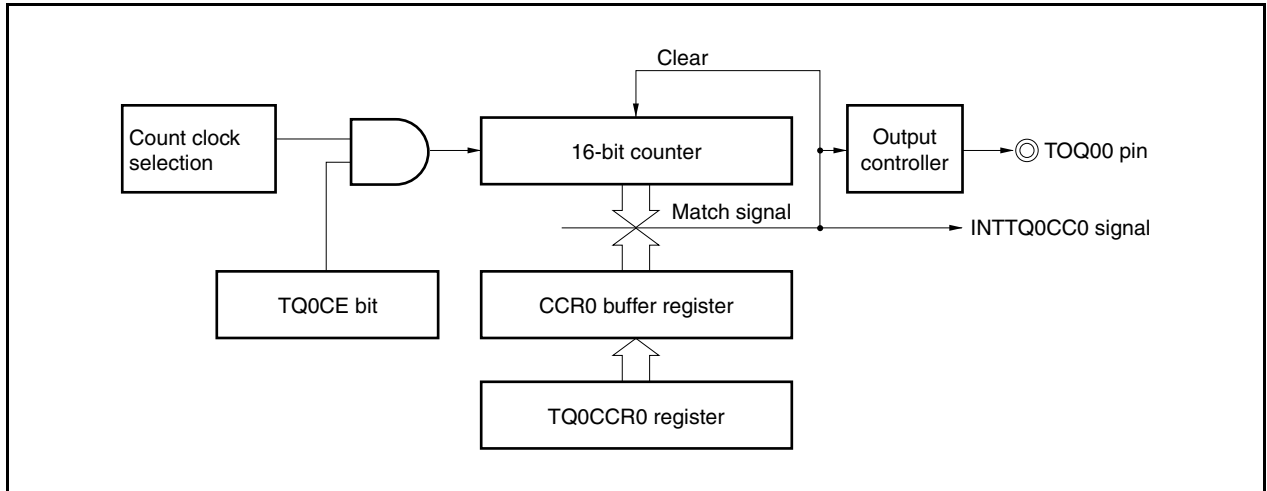 Clear
Count clock
selection
16-bit counter
Output
controller
TOQ00 pin
Match signal
INTTQ0CC0 signal
TQ0CE bit
CCR0 buffer register
TQ0CCR0 register